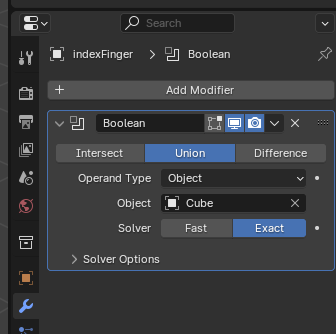 Search
indexFinger > Boolean
+ Add Modifier
Boolean
Intersect Union Difference
Operand Type Object
Object Cube
Solver Fast Exact
Solver Options